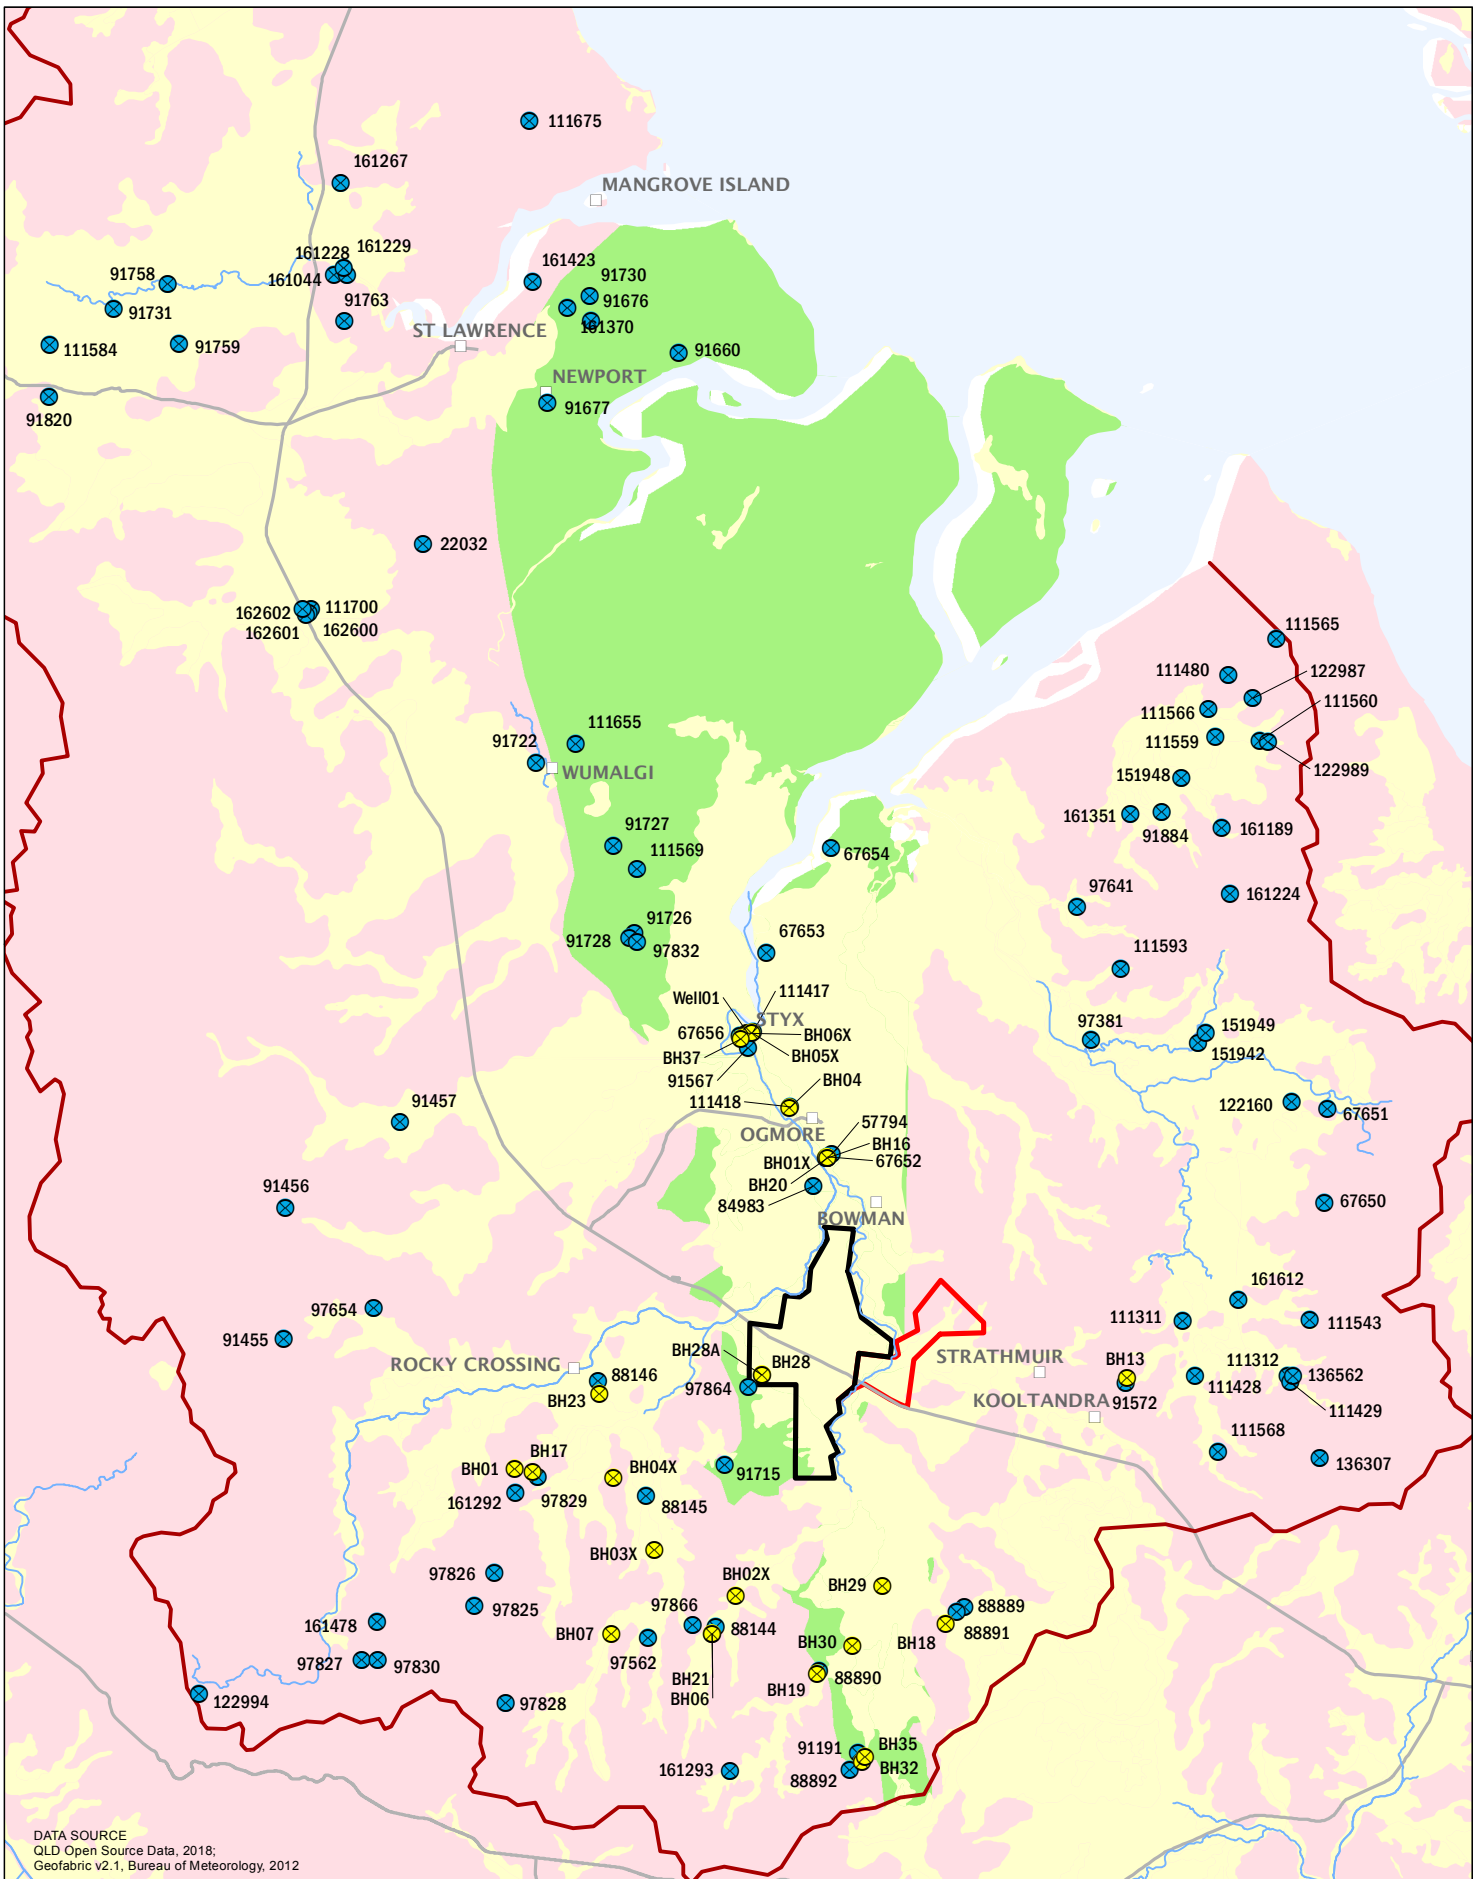 111675
161267
MANGROVE ISLAND
161228
161229
161044
91758
161423
91730
91676
161370
91731
91763
111584
91759
ST LAWRENCE
91660
NEWPORT
91677
91820
22032
162602
111700
162601
162600
111565
111480
122987
111566
111560
111559
122989
111655
91722
WUMALGI
151948
161351
91884
161189
91727
111569
67654
97641
161224
91726
91728
97832
67653
111593
Well01
111417
STYX
67656
BH06X
BH37
BH05X
91567
97381
151949
151942
BH04
111418
91457
122160
67651
OGMORE
57794
BH16
BH01X
67652
BH20
84983
91456
67650
BOWMAN
97654
161612
111311
111543
91455
BH28A
BH28
ROCKY CROSSING
STRATHMUIR
88146
97864
BH23
BH13
91572
111312
136562
111428
111429
KOOLTANDRA
111568
136307
BH01
BH17
BH04X
91715
161292
97829
88145
BH03X
97826
BH02X
BH29
97825
97866
88889
161478
88144
88891
BH07
BH18
97562
BH30
97827
97830
BH21
BH06
BH19
88890
122994
97828
91191
BH35
BH32
161293
88892
DATA SOURCE
QLD Open Source Data, 2018;
Geofabric v2.1, Bureau of Meteorology, 2012